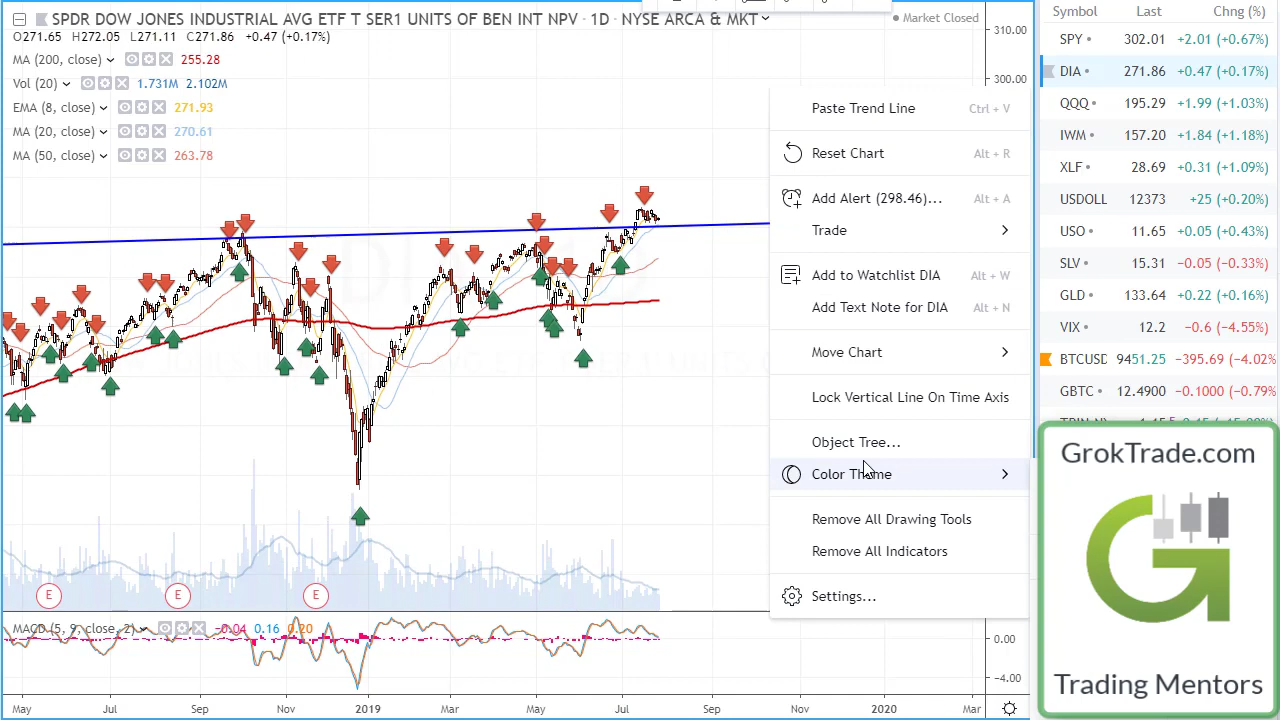 SPDR DOW JONES INDUSTRIAL AVG ETF T SER1 UNITS OF BEN INT NPV · 1D · NYSE ARCA & MKT
Market Closed
O271.65 H272.05 L271.11 C271.86 +0.47 (+0.17%)
MA (200, close) 255.28
Vol (20) 1.731M 2.102M
EMA (8, close) 271.93
MA (20, close) 270.61
MA (50, close) 263.78
310.00
300.00
Paste Trend Line Ctrl + V
Reset Chart Alt + R
Add Alert (298.46)... Alt + A
Trade
Add to Watchlist DIA Alt + W
Add Text Note for DIA Alt + N
Move Chart
Lock Vertical Line On Time Axis
Object Tree...
Color Theme
Remove All Drawing Tools
Remove All Indicators
Settings...
E E E
MACD (5, 9, close, 2) -0.04 0.16 0.20
0.00
-4.00
May Jul Sep Nov 2019 Mar May Jul Sep Nov 2020 Mar
Symbol Last Chng (%)
SPY 302.01 +2.01 (+0.67%)
DIA 271.86 +0.47 (+0.17%)
QQQ 195.29 +1.99 (+1.03%)
IWM 157.20 +1.84 (+1.18%)
XLF 28.69 +0.31 (+1.09%)
USDOLL 12373 +25 (+0.20%)
USO 11.65 +0.05 (+0.43%)
SLV 15.31 -0.05 (-0.33%)
GLD 133.64 +0.22 (+0.16%)
VIX 12.2 -0.6 (-4.55%)
BTCUSD 9451.25 -395.69 (-4.02%
GBTC 12.4900 -0.1000 (-0.79%
GrokTrade.com
G
Trading Mentors